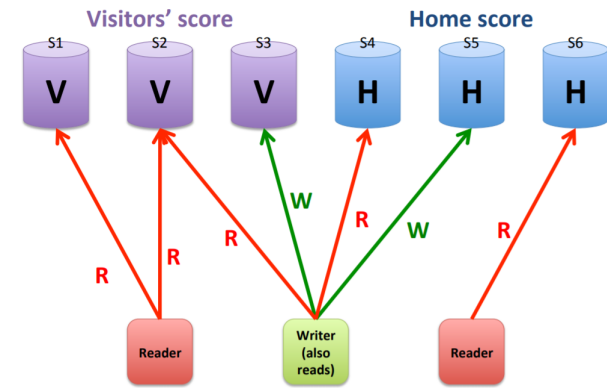 Visitors’ score Home score
S1 S2 S3 S4 S5 S6
V V V H H H
R R R W R W R
Reader Writer (also reads) Reader